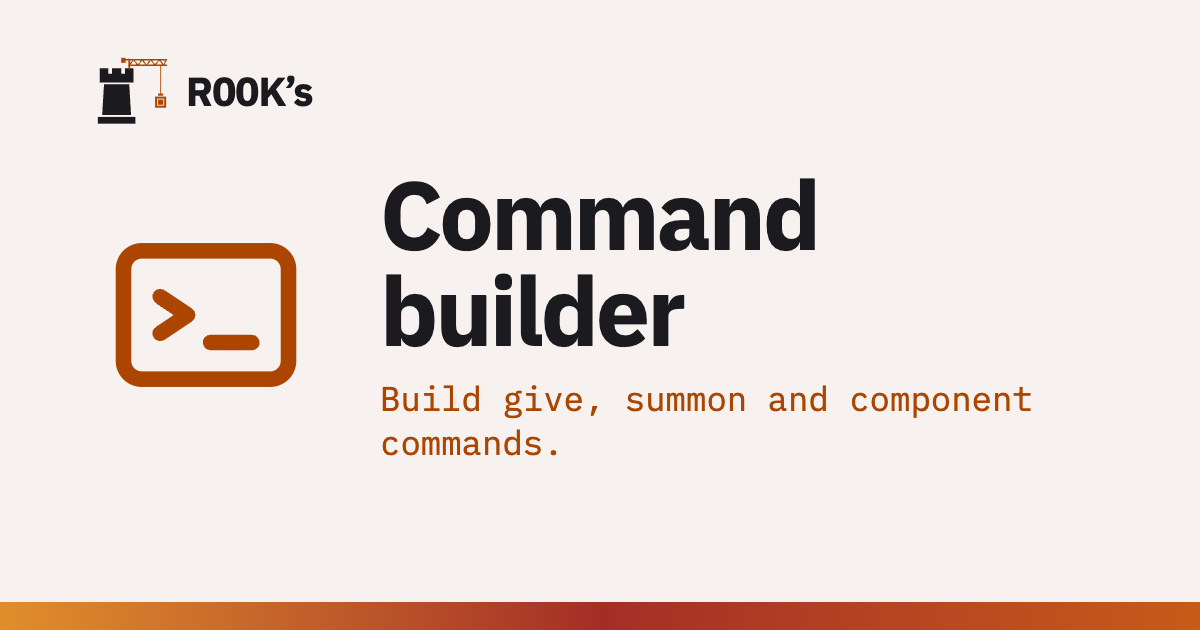 ROOK’s
Command
builder
>_
Build give, summon and component
commands.